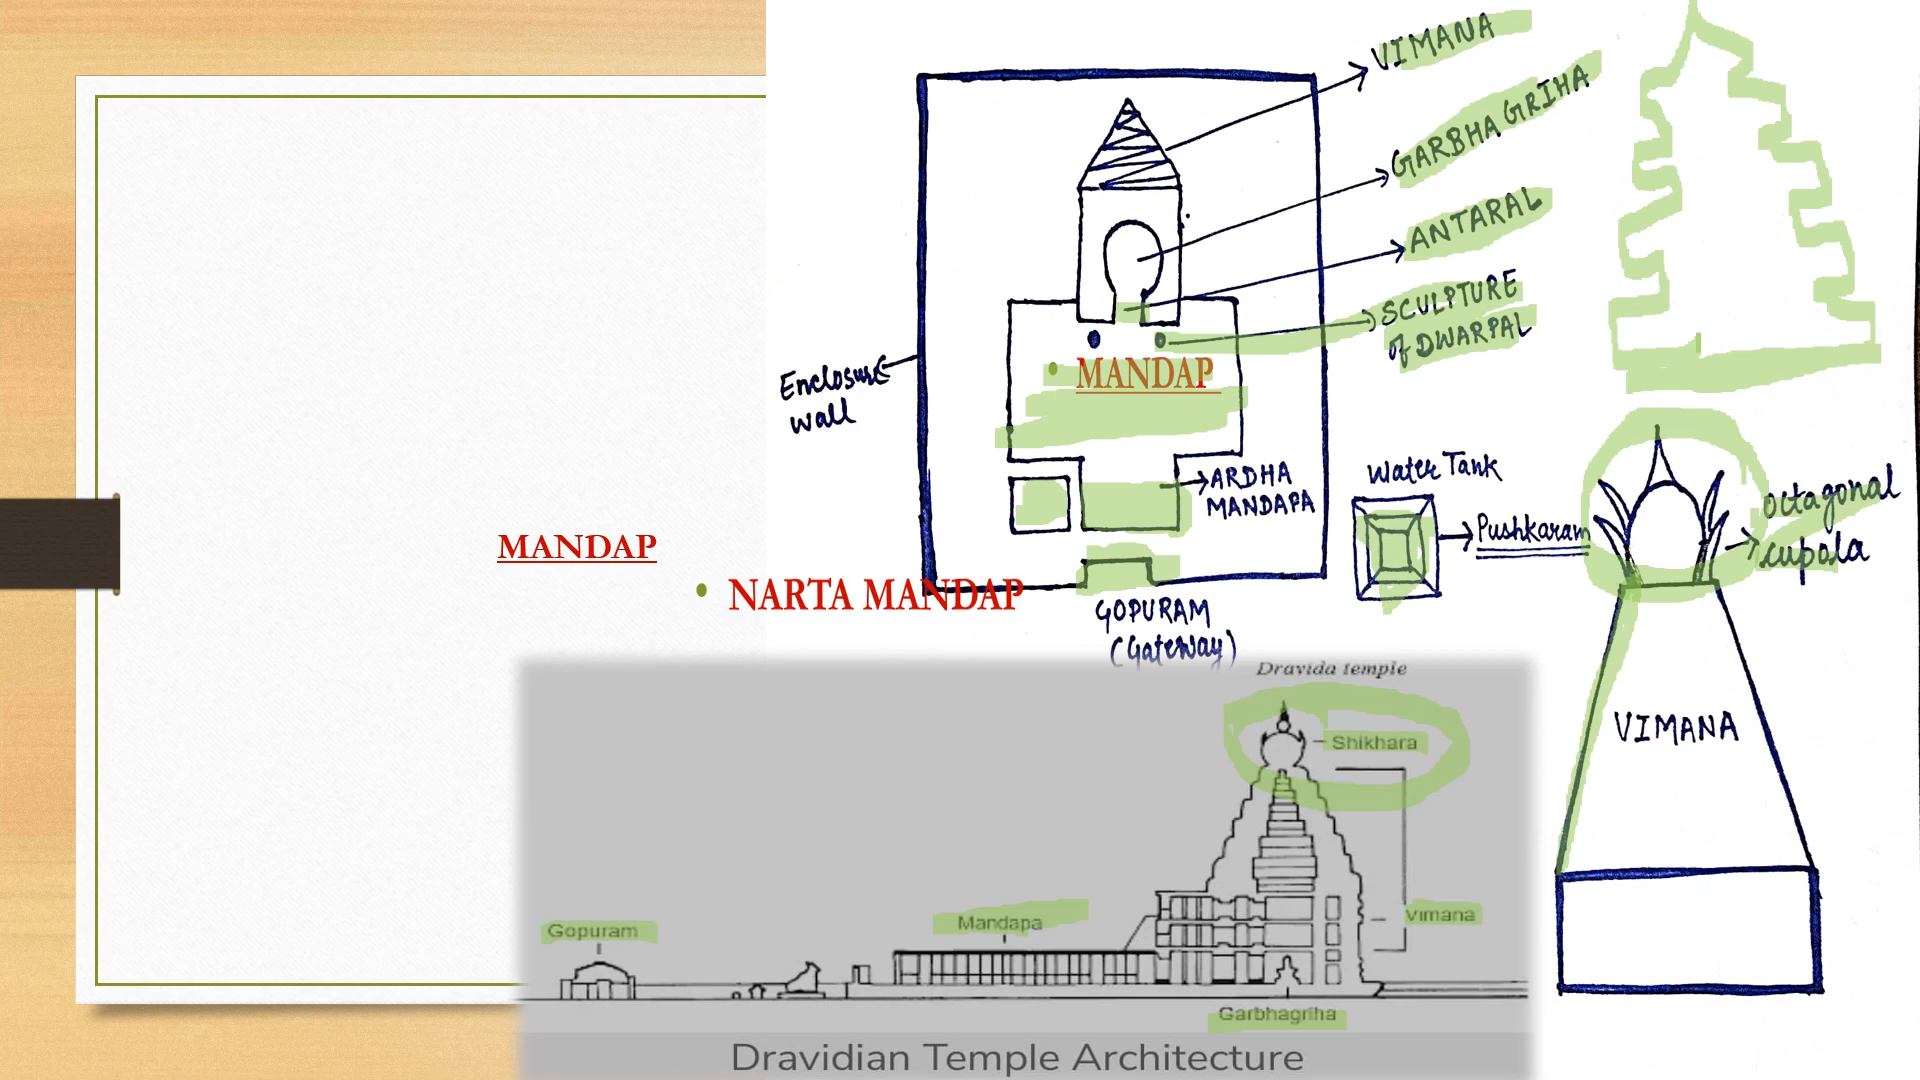 VIMANA
GARBHA GRIHA
ANTARAL
SCULPTURE
of DWARPAL
• MANDAP
Enclosure
wall
ARDHA
MANDAPA
Water Tank
Pushkaram
octagonal
cupola
MANDAP
• NARTA MANDAP
GOPURAM
(Gateway)
VIMANA
Dravida temple
Shikhara
Vimana
Mandapa
Gopuram
Garbhagriha
Dravidian Temple Architecture